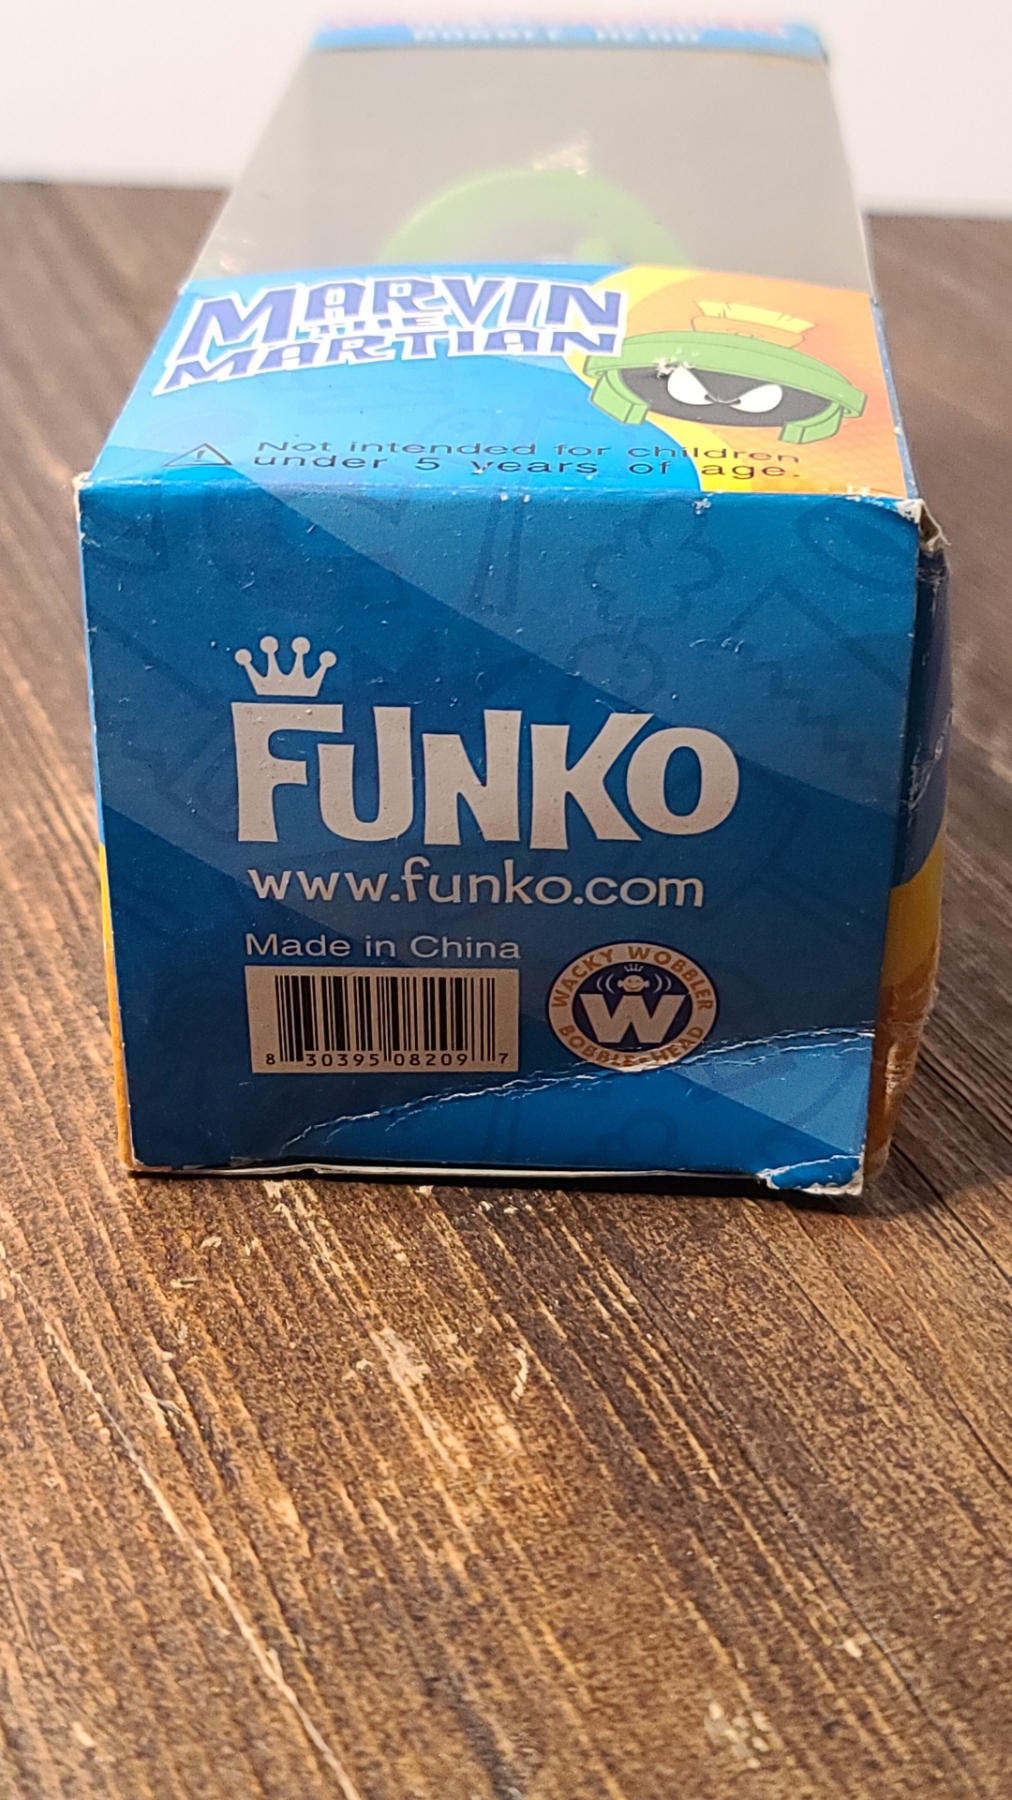 BOBBLE-HEAD
MARVIN
THE
MARTIAN
Not intended for children
under 5 years of age.
FUNKO
www.funko.com
Made in China
8 30395 08209 7
WACKY WOBBLER
W
BOBBLE-HEAD